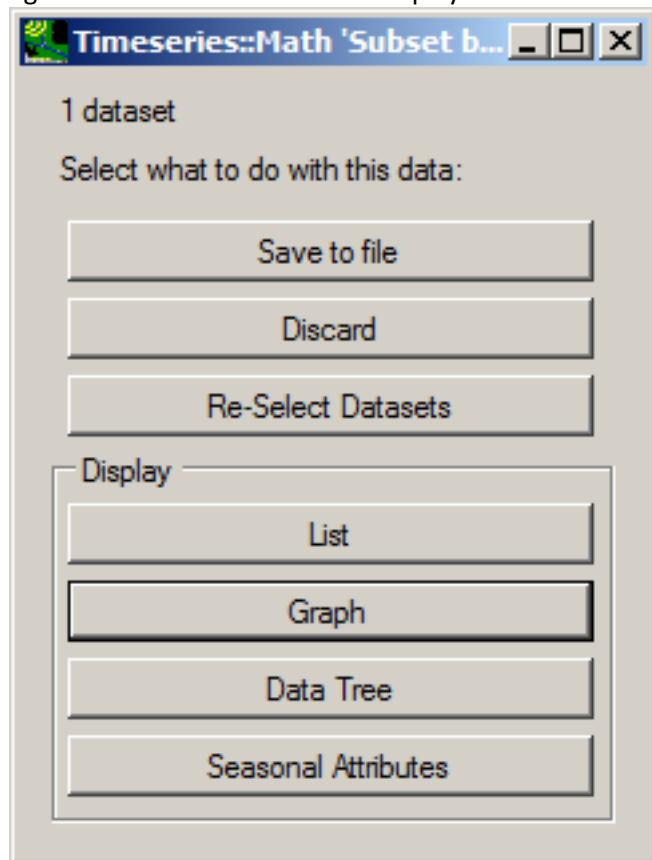 Timeseries::Math 'Subset b...
1 dataset
Select what to do with this data:
Save to file
Discard
Re-Select Datasets
Display
List
Graph
Data Tree
Seasonal Attributes